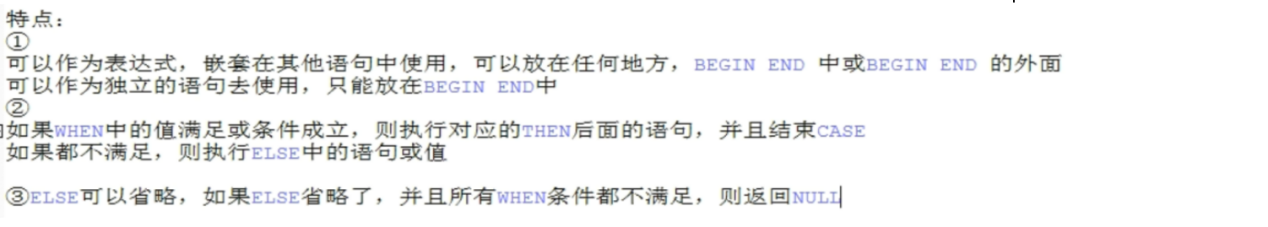 特点：
①
可以作为表达式，嵌套在其他语句中使用，可以放在任何地方，BEGIN END 中或BEGIN END 的外面
可以作为独立的语句去使用，只能放在BEGIN END中
②
如果WHEN中的值满足或条件成立，则执行对应的THEN后面的语句，并且结束CASE
如果都不满足，则执行ELSE中的语句或值
③ELSE可以省略，如果ELSE省略了，并且所有WHEN条件都不满足，则返回NULL